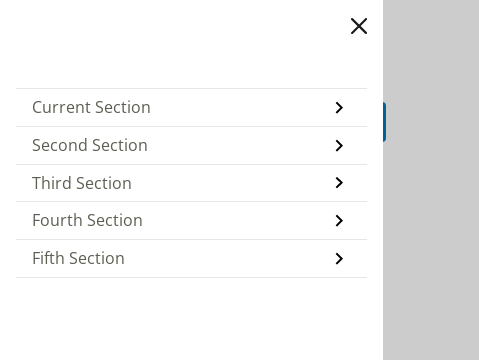 Current Section
Second Section
Third Section
Fourth Section
Fifth Section